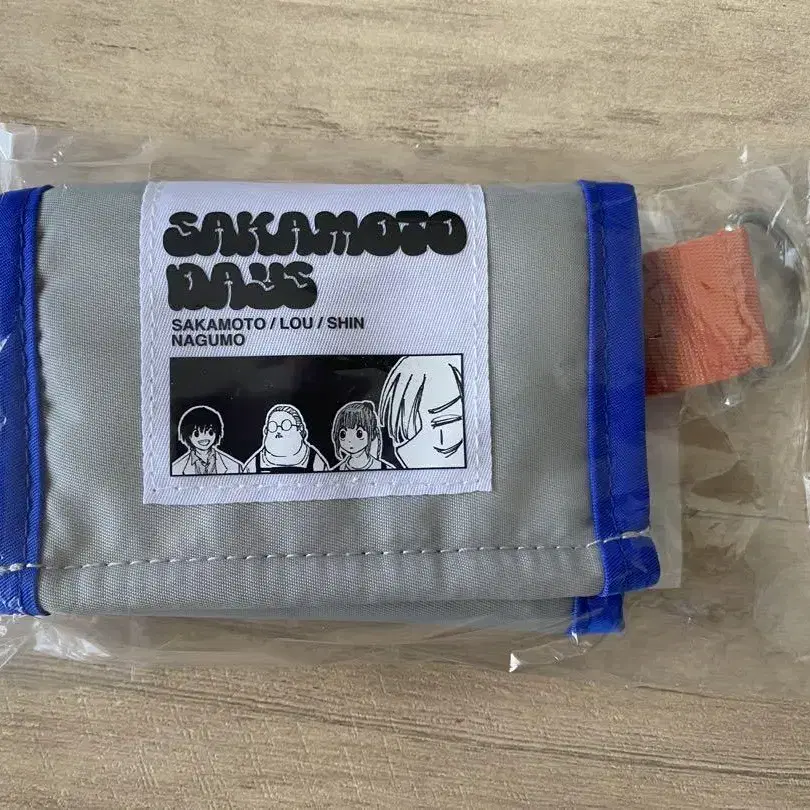 SAKAMOTO
DAYS
SAKAMOTO / LOU / SHIN
NAGUMO